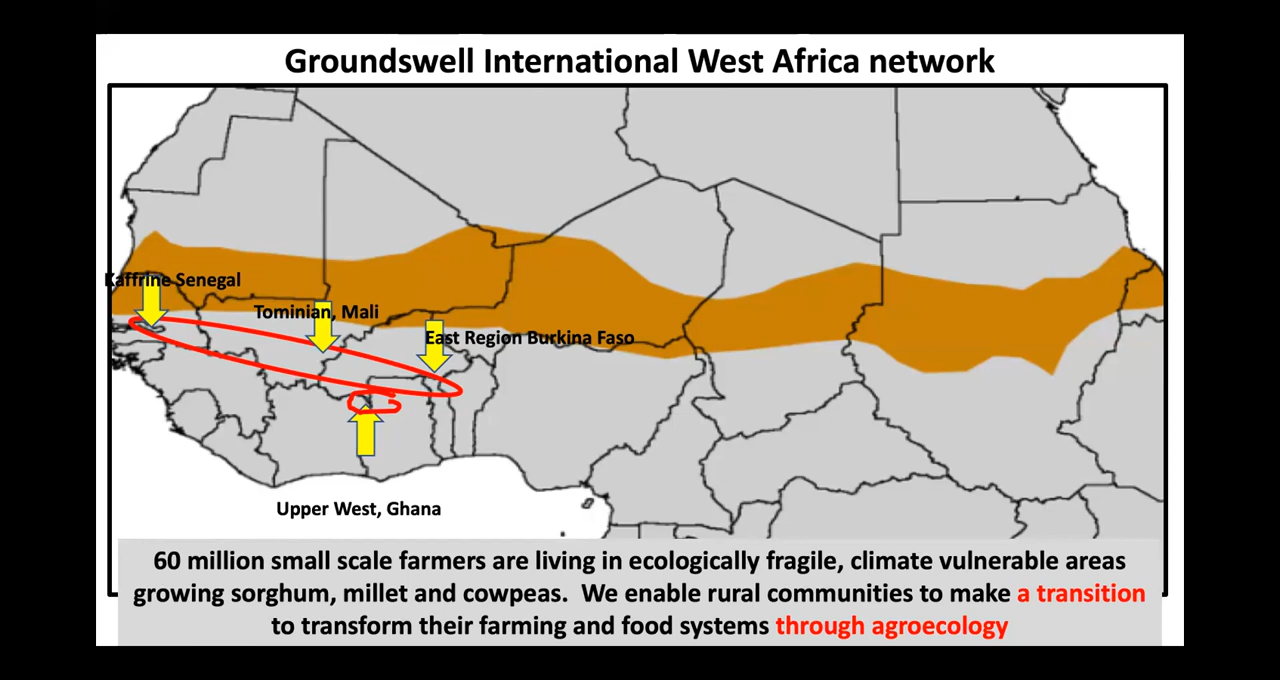 Groundswell International West Africa network
Kaffrine Senegal
Tominian, Mali
East Region Burkina Faso
Upper West, Ghana
60 million small scale farmers are living in ecologically fragile, climate vulnerable areas
growing sorghum, millet and cowpeas.  We enable rural communities to make a transition
to transform their farming and food systems through agroecology